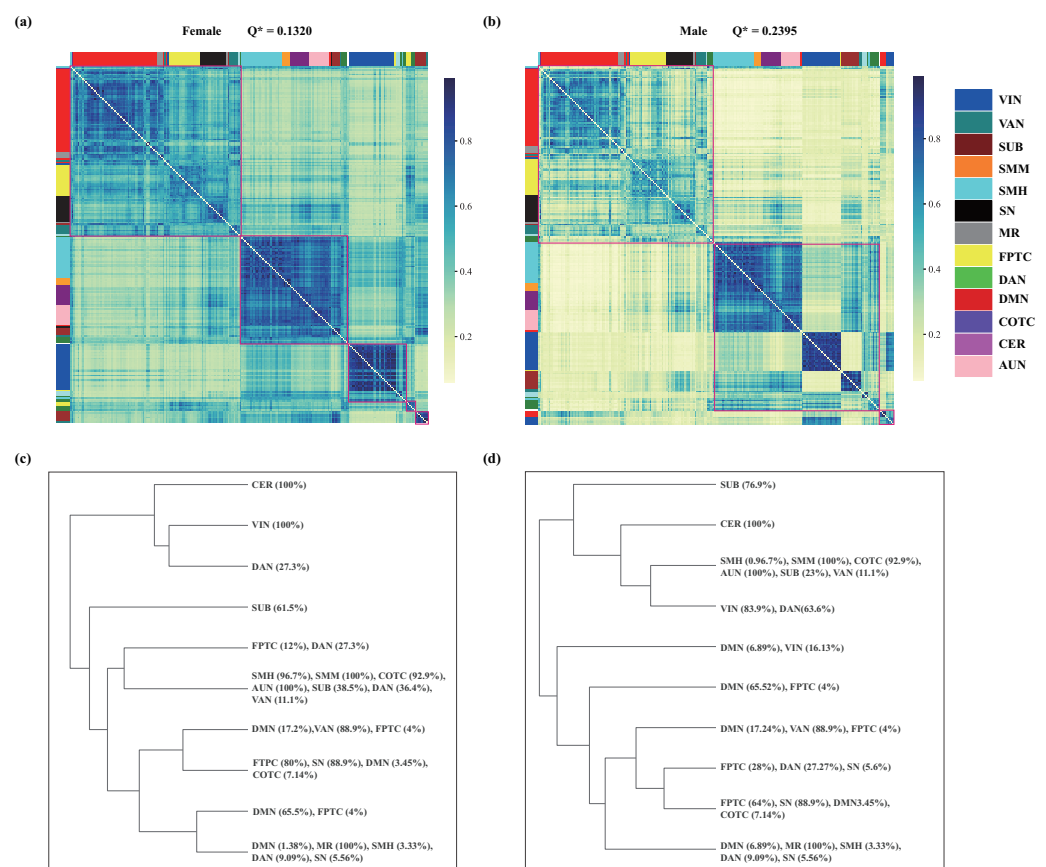 (a)
Female Q* = 0.1320
0.8
0.6
0.4
0.2
(b)
Male Q* = 0.2395
0.8
0.6
0.4
0.2
VIN
VAN
SUB
SMM
SMH
SN
MR
FPTC
DAN
DMN
COTC
CER
AUN
(c)
CER (100%)
VIN (100%)
DAN (27.3%)
SUB (61.5%)
FPTC (12%), DAN (27.3%)
SMH (96.7%), SMM (100%), COTC (92.9%),
AUN (100%), SUB (38.5%), DAN (36.4%),
VAN (11.1%)
DMN (17.2%),VAN (88.9%), FPTC (4%)
FTPC (80%), SN (88.9%), DMN (3.45%),
COTC (7.14%)
DMN (65.5%), FPTC (4%)
DMN (1.38%), MR (100%), SMH (3.33%),
DAN (9.09%), SN (5.56%)
(d)
SUB (76.9%)
CER (100%)
SMH (0.96.7%), SMM (100%), COTC (92.9%),
AUN (100%), SUB (23%), VAN (11.1%)
VIN (83.9%), DAN(63.6%)
DMN (6.89%), VIN (16.13%)
DMN (65.52%), FPTC (4%)
DMN (17.24%), VAN (88.9%), FPTC (4%)
FPTC (28%), DAN (27.27%), SN (5.6%)
FPTC (64%), SN (88.9%), DMN3.45%),
COTC (7.14%)
DMN (6.89%), MR (100%), SMH (3.33%),
DAN (9.09%), SN (5.56%)